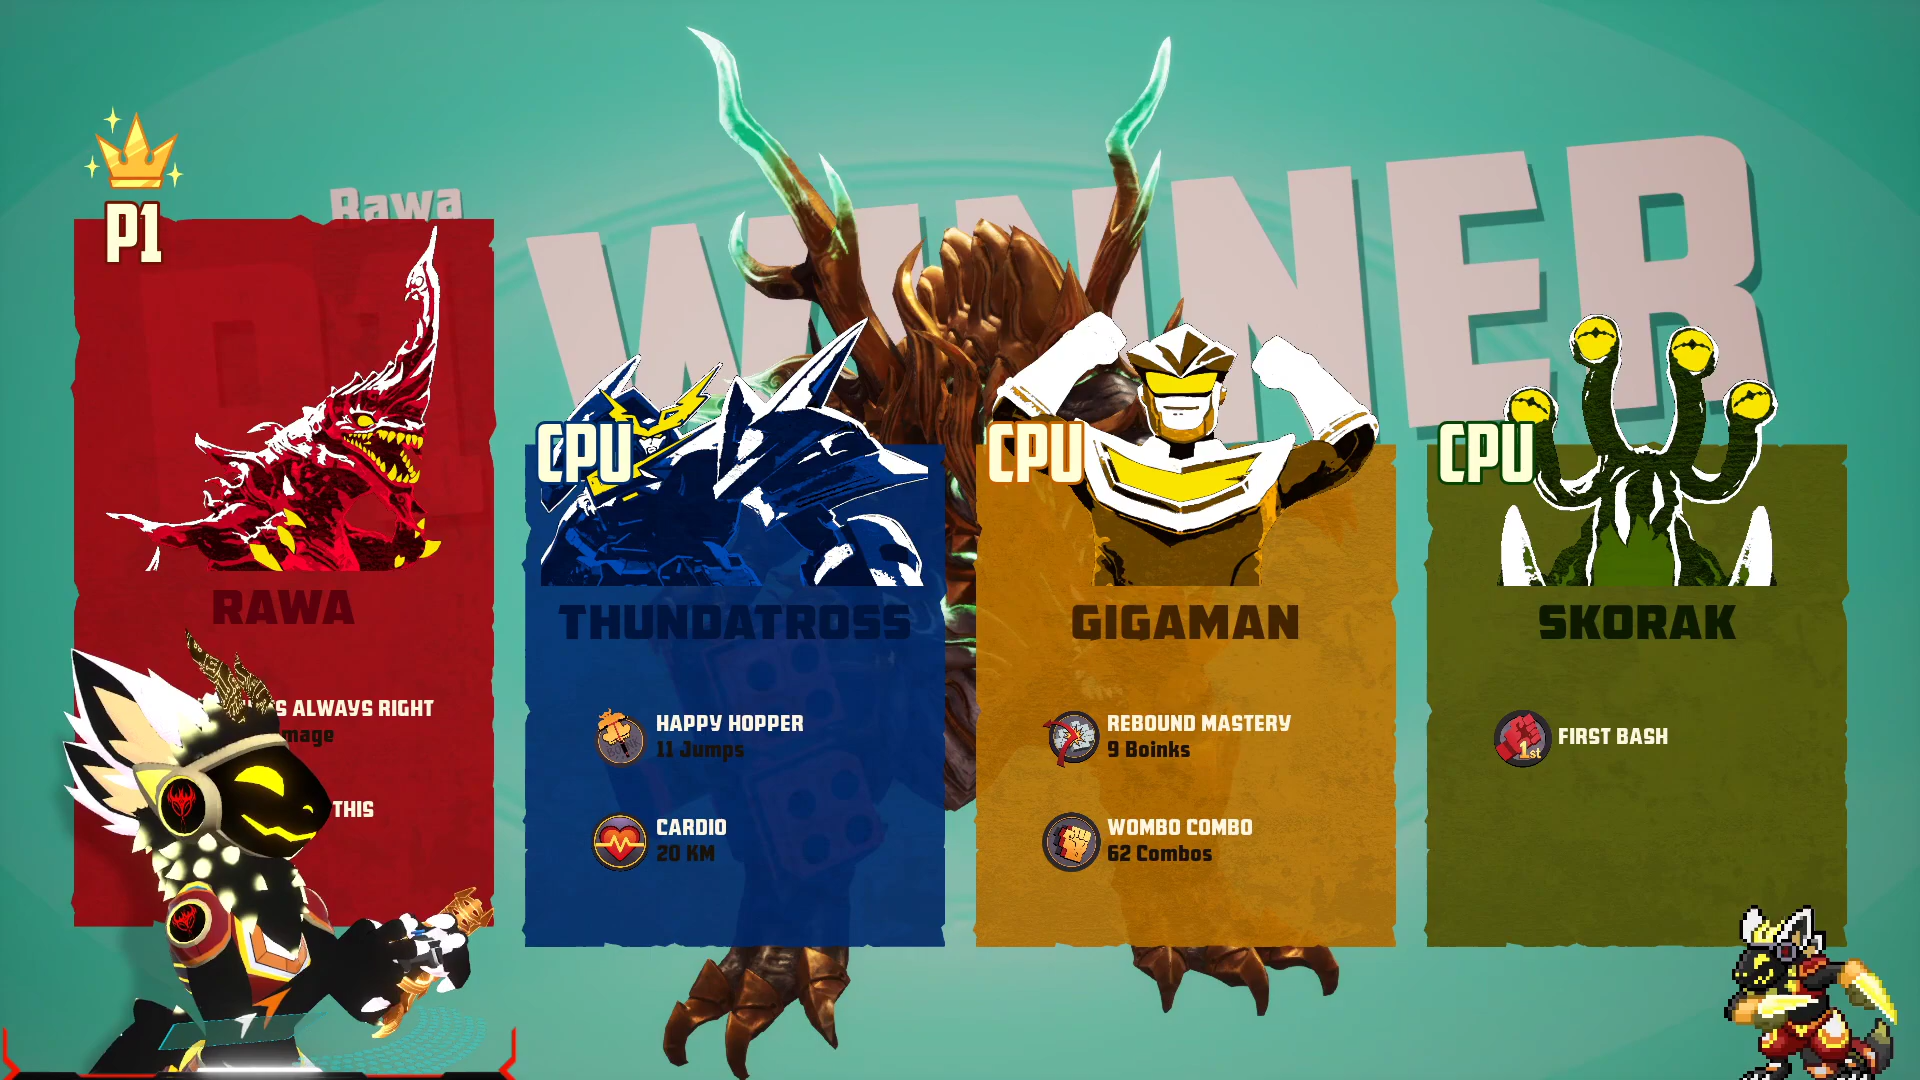 Rawa
WINNER
P1
RAWA
ALWAYS RIGHT
THIS
CPU
THUNDATROSS
HAPPY HOPPER
11 Jumps
CARDIO
20 KM
CPU
GIGAMAN
REBOUND MASTERY
9 Boinks
WOMBO COMBO
62 Combos
CPU
SKORAK
1st
FIRST BASH